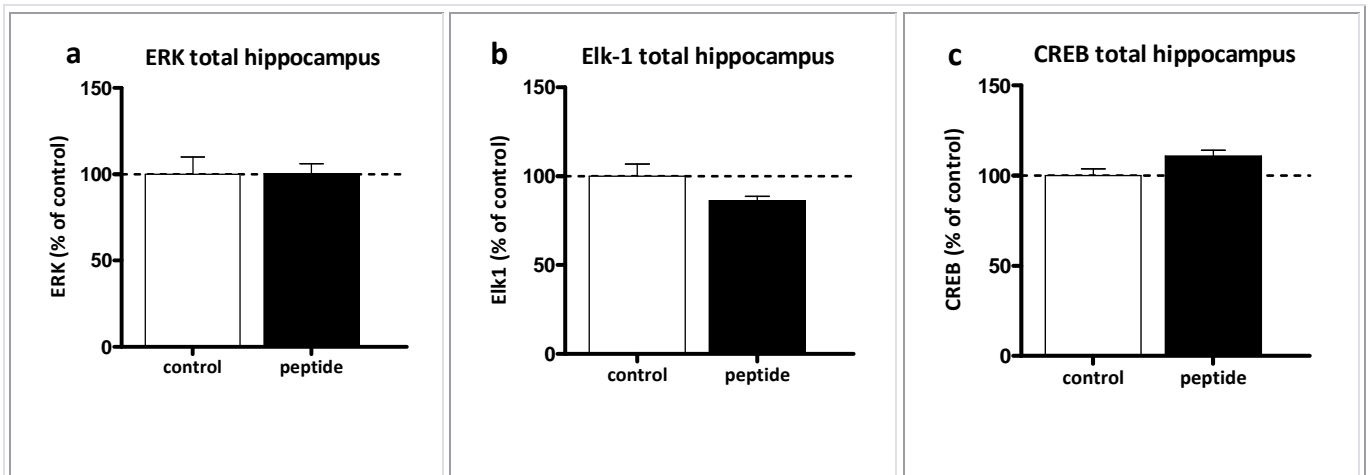 a
ERK total hippocampus
150
100
50
0
ERK (% of control)
control
peptide
b
Elk-1 total hippocampus
150
100
50
0
Elk1 (% of control)
control
peptide
c
CREB total hippocampus
150
100
50
0
CREB (% of control)
control
peptide